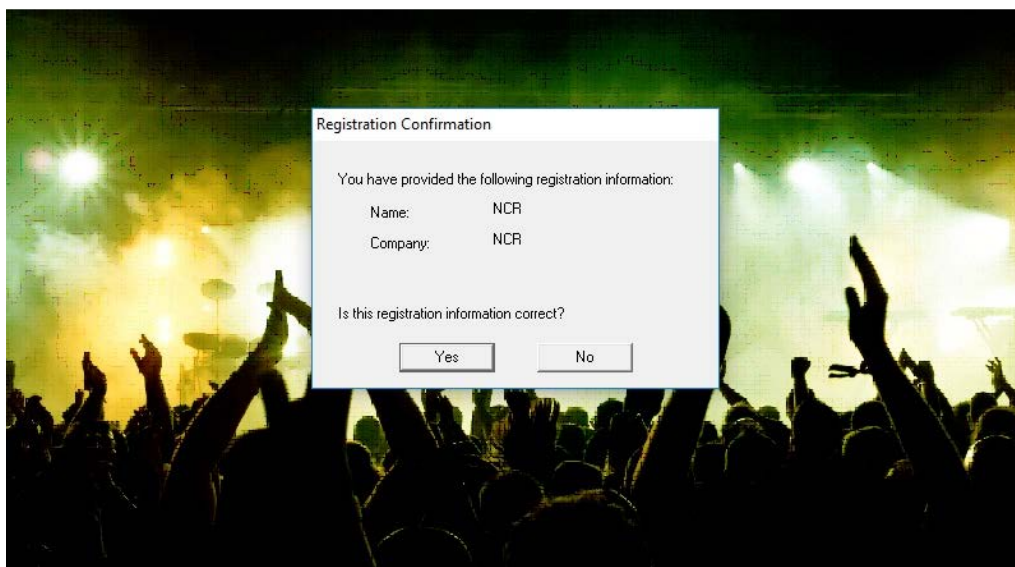 Registration Confirmation
You have provided the following registration information:
Name: NCR
Company: NCR
Is this registration information correct?
Yes No